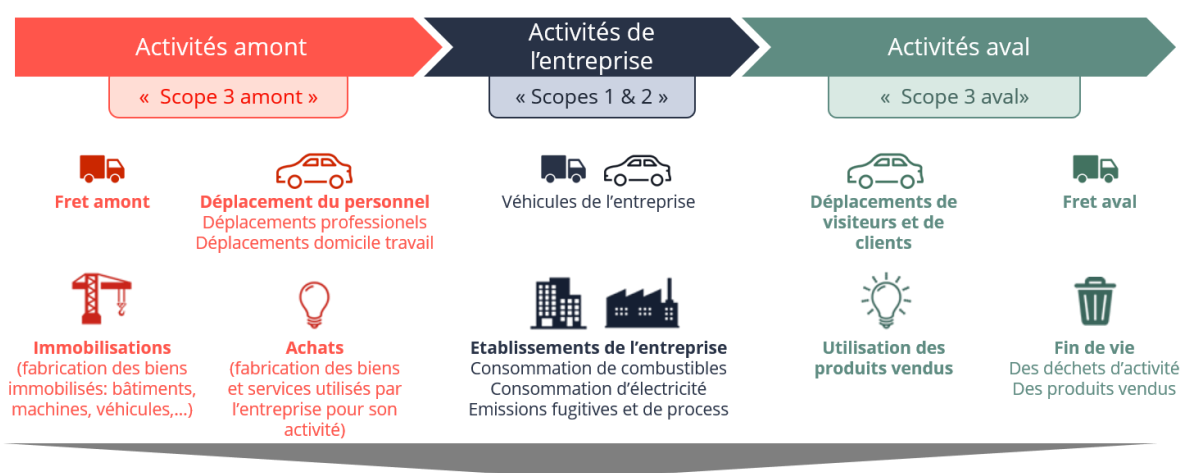 Activités amont
Activités de
l’entreprise
Activités aval
«  Scope 3 amont »
« Scopes 1 & 2 »
«  Scope 3 aval»
Fret amont
Déplacement du personnel
Déplacements professionels
Déplacements domicile travail
Véhicules de l’entreprise
Déplacements de
visiteurs et de
clients
Fret aval
Immobilisations
(fabrication des biens
immobilisés: bâtiments,
machines, véhicules,...)
Achats
(fabrication des biens
et services utilisés par
l’entreprise pour son
activité)
Etablissements de l’entreprise
Consommation de combustibles
Consommation d’électricité
Emissions fugitives et de process
Utilisation des
produits vendus
Fin de vie
Des déchets d’activité
Des produits vendus